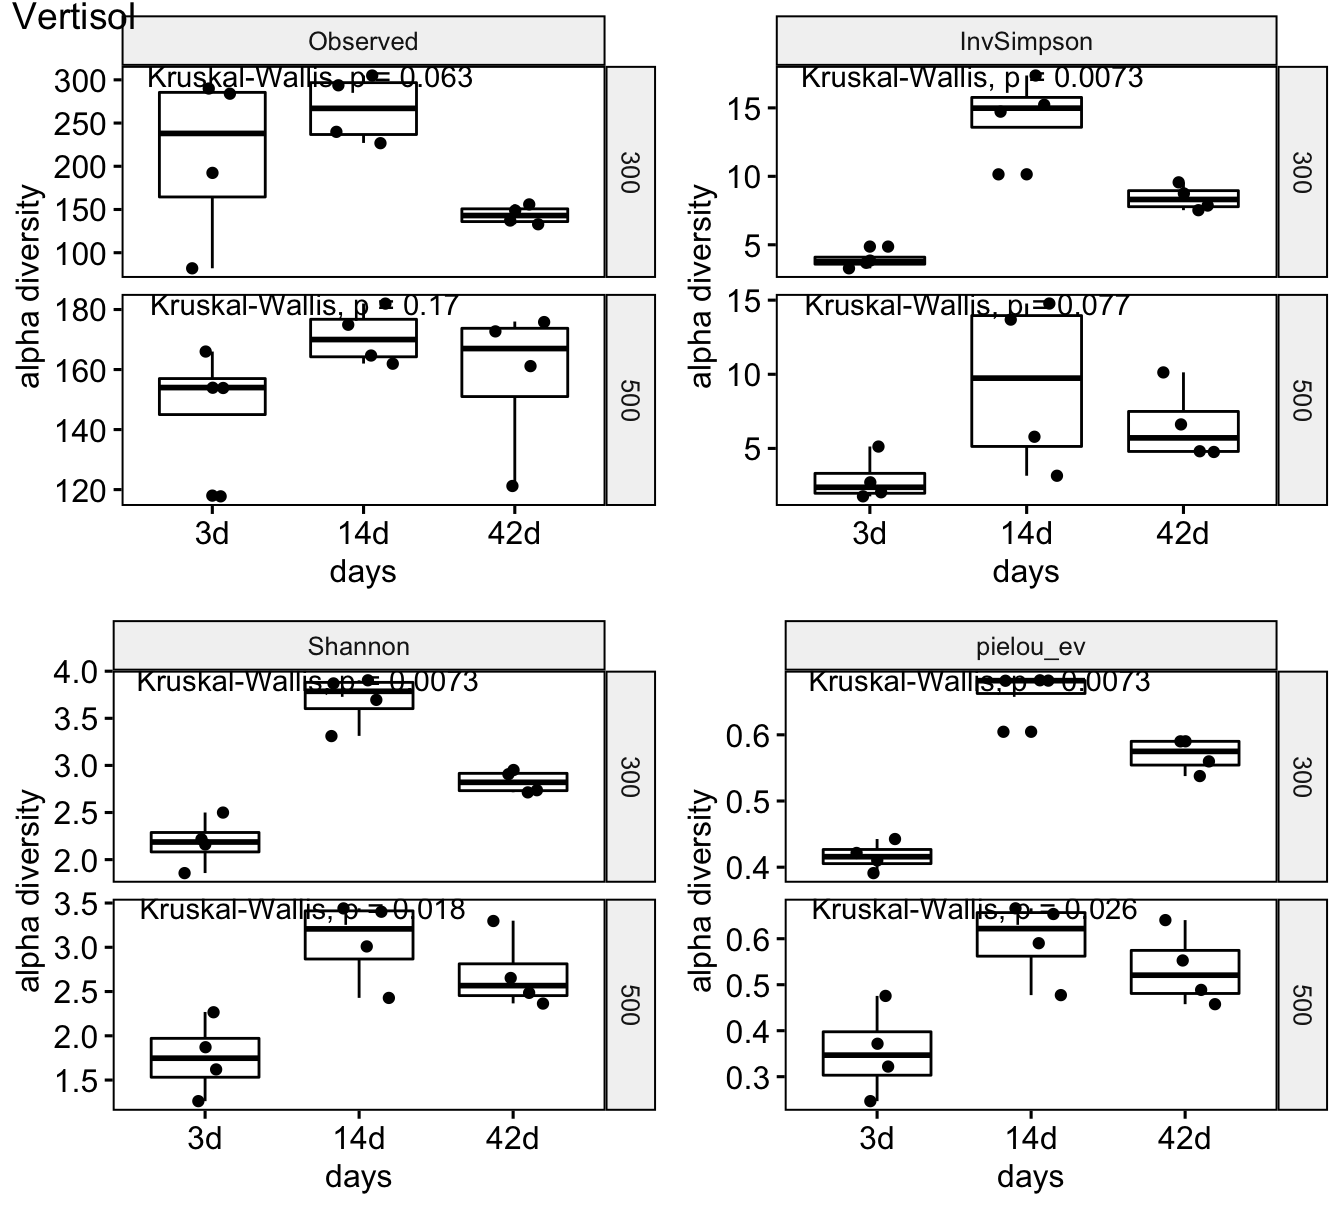 Vertisol
Observed
Kruskal-Wallis, p = 0.063
300
250
200
150
100
300
alpha diversity
Kruskal-Wallis, p = 0.17
180
160
140
120
500
3d 14d 42d
days
InvSimpson
Kruskal-Wallis, p = 0.0073
15
10
5
300
alpha diversity
Kruskal-Wallis, p = 0.077
15
10
5
500
3d 14d 42d
days
Shannon
Kruskal-Wallis, p = 0.0073
4.0
3.5
3.0
2.5
2.0
300
alpha diversity
Kruskal-Wallis, p = 0.018
3.5
3.0
2.5
2.0
1.5
500
3d 14d 42d
days
pielou_ev
Kruskal-Wallis, p = 0.0073
0.6
0.5
0.4
300
alpha diversity
Kruskal-Wallis, p = 0.026
0.6
0.5
0.4
0.3
500
3d 14d 42d
days